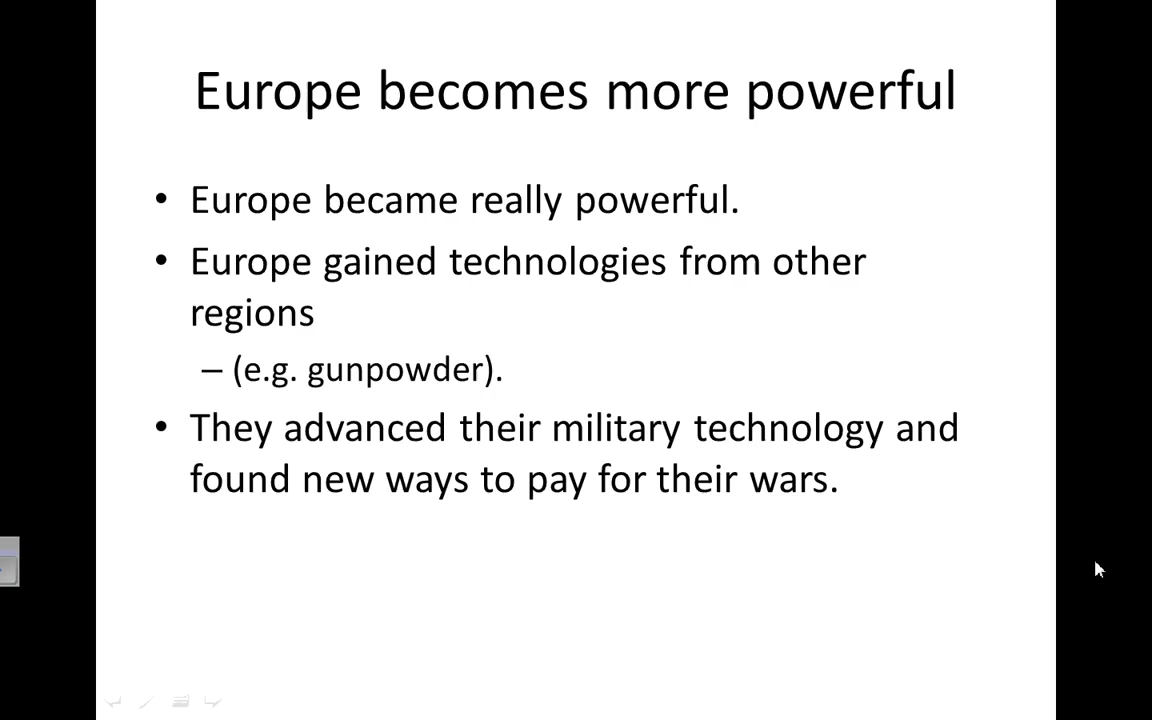 Europe becomes more powerful
• Europe became really powerful.
• Europe gained technologies from other
regions
– (e.g. gunpowder).
• They advanced their military technology and
found new ways to pay for their wars.